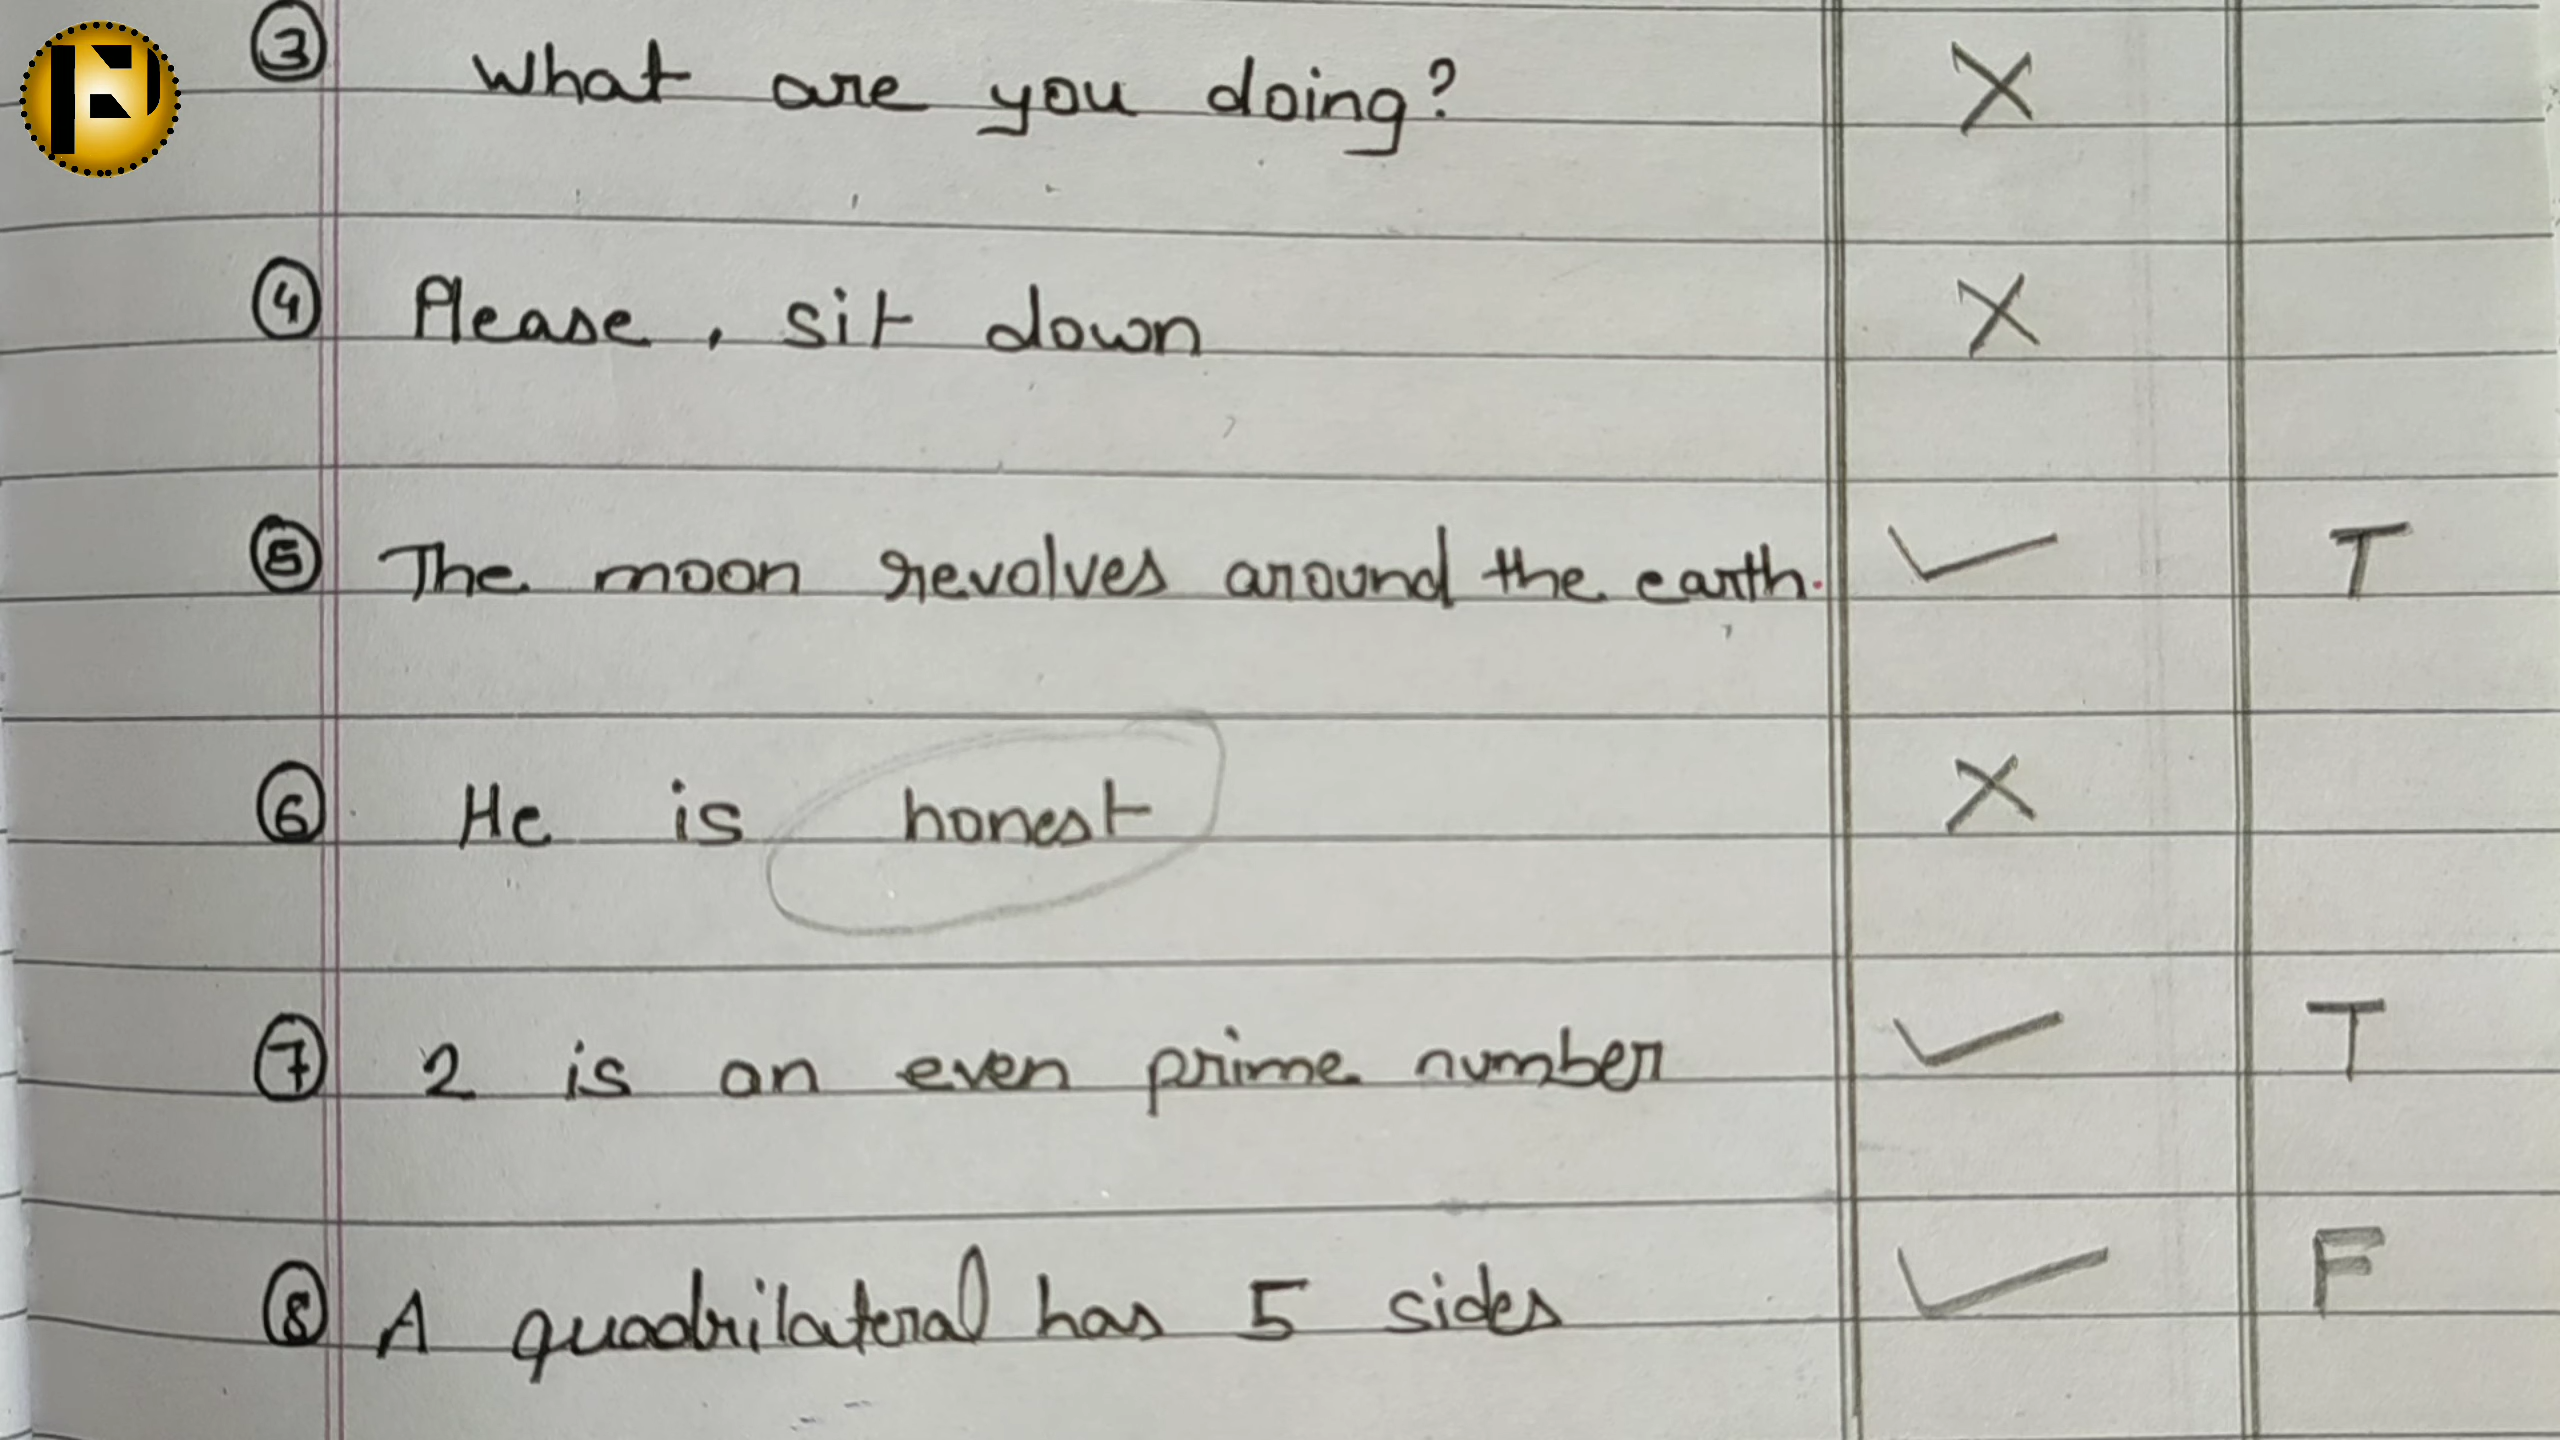 3 What are you doing? X
4 Please, sit down X
5 The moon revolves around the earth. ✓ T
6 He is honest X
7 2 is an even prime number ✓ T
8 A quadrilateral has 5 sides ✓ F